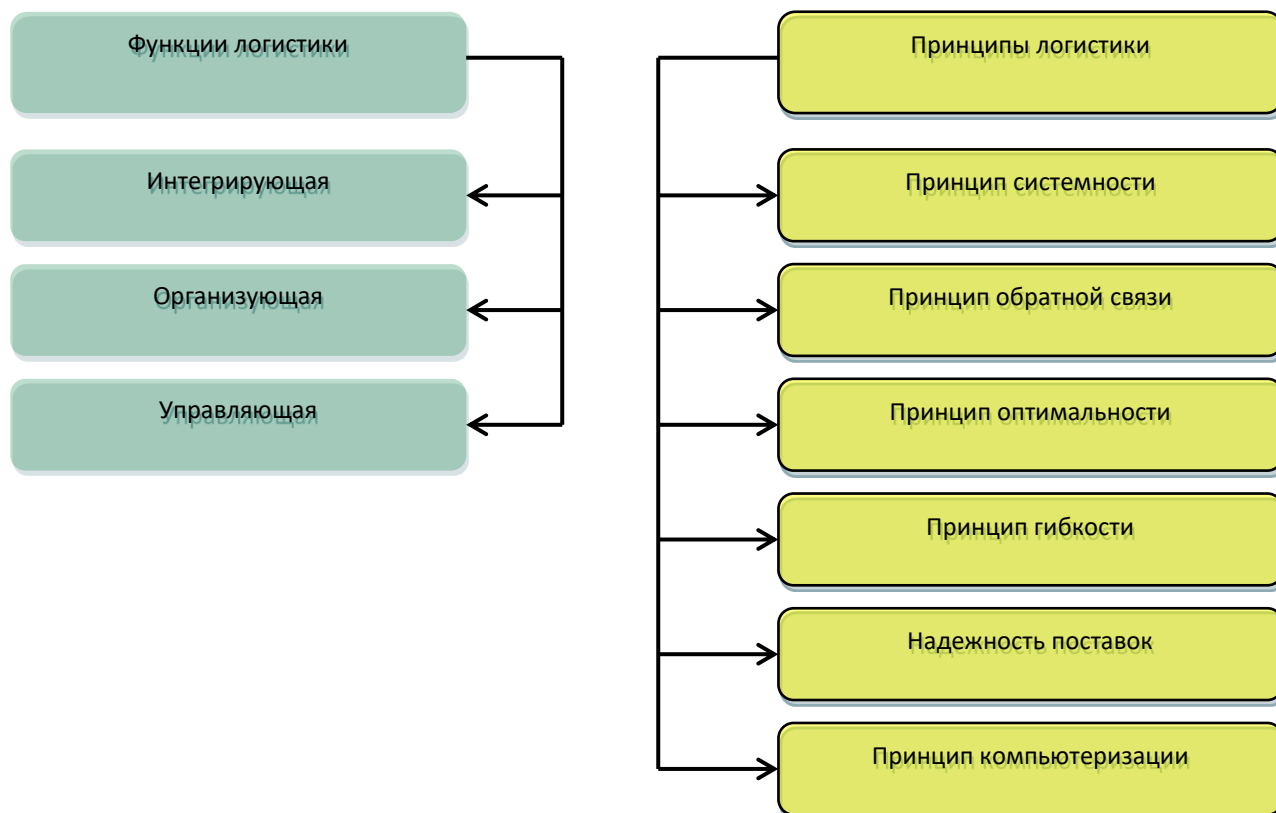 Функции логистики
Интегрирующая
Организующая
Управляющая
Принципы логистики
Принцип системности
Принцип обратной связи
Принцип оптимальности
Принцип гибкости
Надежность поставок
Принцип компьютеризации